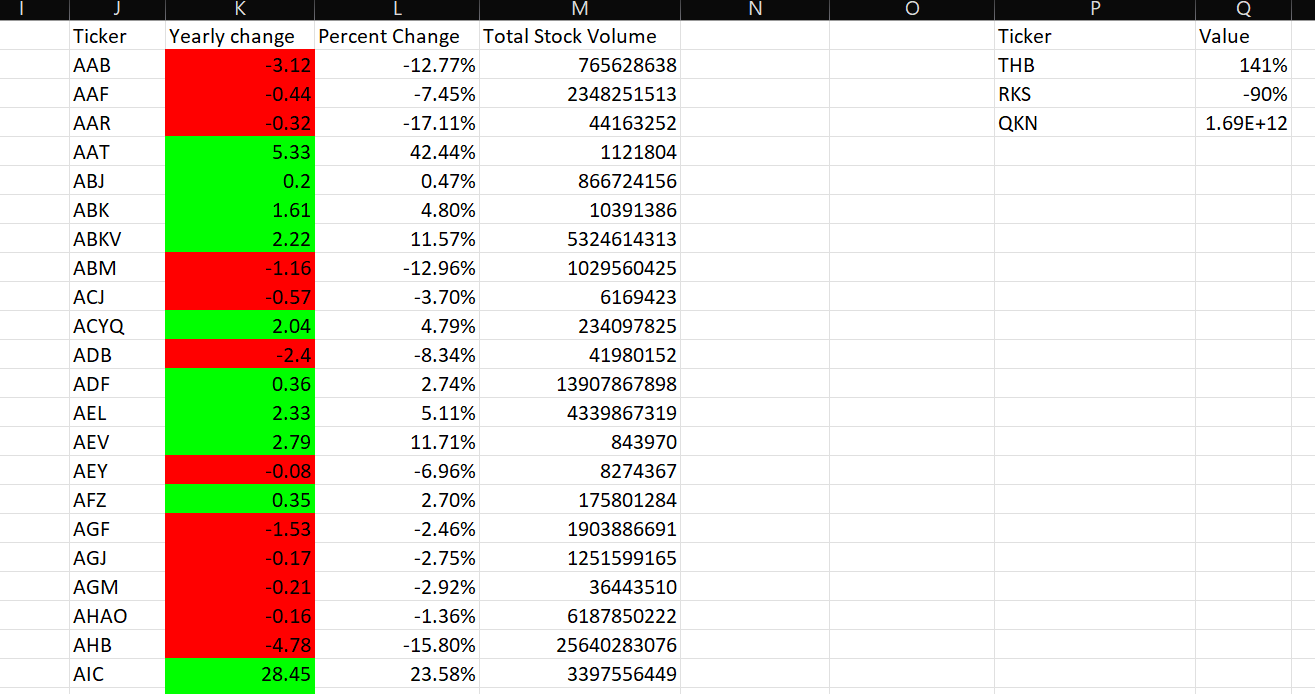 I J K L M N O P Q
Ticker Yearly change Percent Change Total Stock Volume Ticker Value
AAB -3.12 -12.77% 765628638 THB 141%
AAF -0.44 -7.45% 2348251513 RKS -90%
AAR -0.32 -17.11% 44163252 QKN 1.69E+12
AAT 5.33 42.44% 1121804
ABJ 0.2 0.47% 866724156
ABK 1.61 4.80% 10391386
ABKV 2.22 11.57% 5324614313
ABM -1.16 -12.96% 1029560425
ACJ -0.57 -3.70% 6169423
ACYQ 2.04 4.79% 234097825
ADB -2.4 -8.34% 41980152
ADF 0.36 2.74% 13907867898
AEL 2.33 5.11% 4339867319
AEV 2.79 11.71% 843970
AEY -0.08 -6.96% 8274367
AFZ 0.35 2.70% 175801284
AGF -1.53 -2.46% 1903886691
AGJ -0.17 -2.75% 1251599165
AGM -0.21 -2.92% 36443510
AHAO -0.16 -1.36% 6187850222
AHB -4.78 -15.80% 25640283076
AIC 28.45 23.58% 3397556449